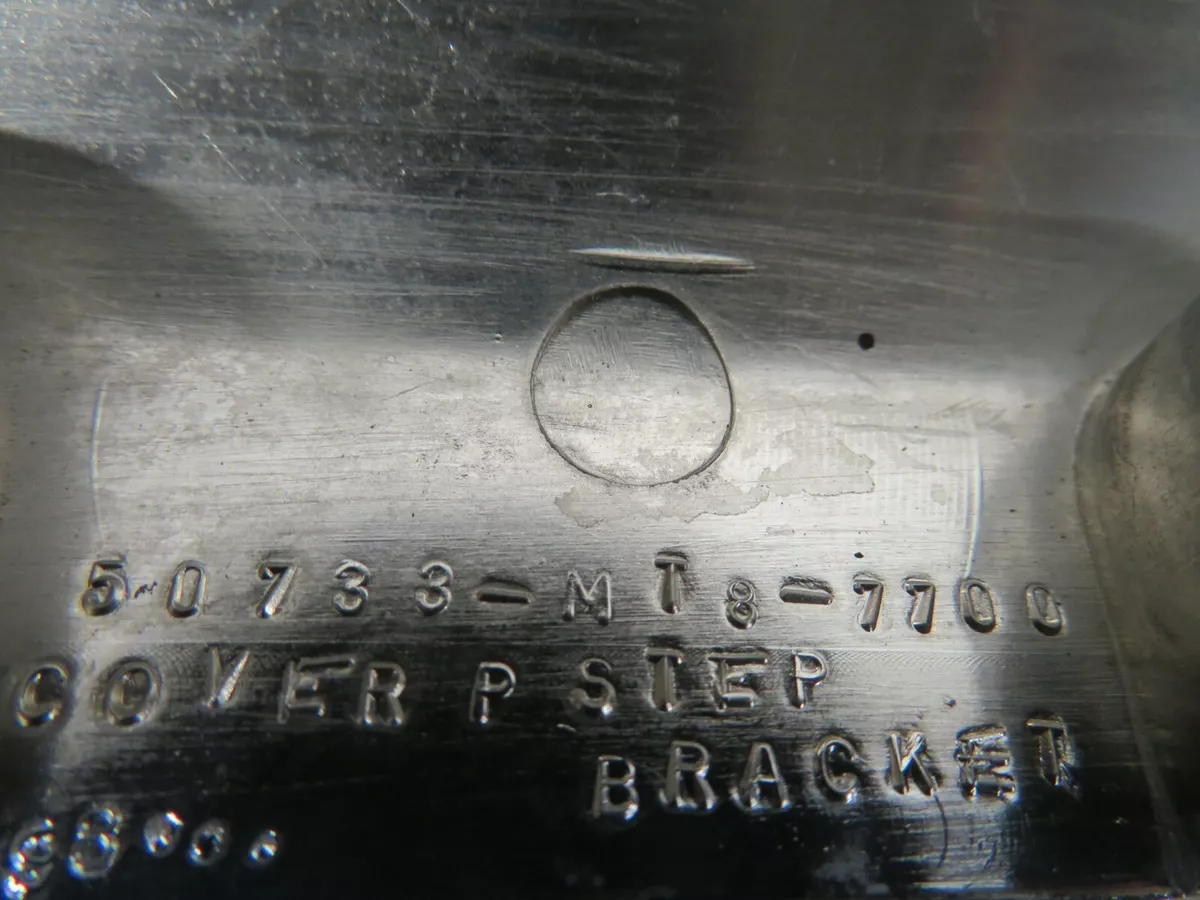 50733-MT8-7700
COVER P STEP
BRACKET